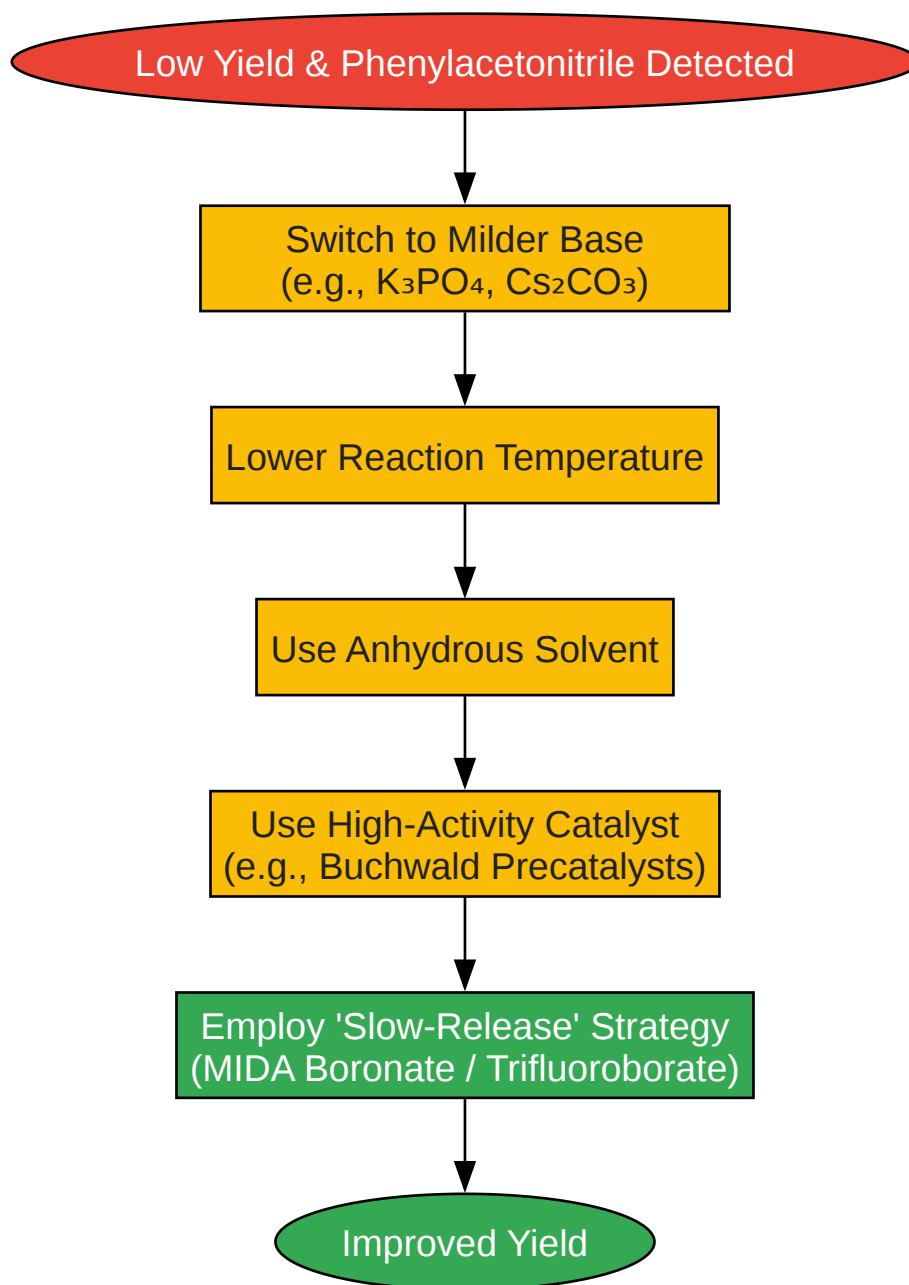 Low Yield & Phenylacetonitrile Detected
Switch to Milder Base
(e.g., K₃PO₄, Cs₂CO₃)
Lower Reaction Temperature
Use Anhydrous Solvent
Use High-Activity Catalyst
(e.g., Buchwald Precatalysts)
Employ 'Slow-Release' Strategy
(MIDA Boronate / Trifluoroborate)
Improved Yield